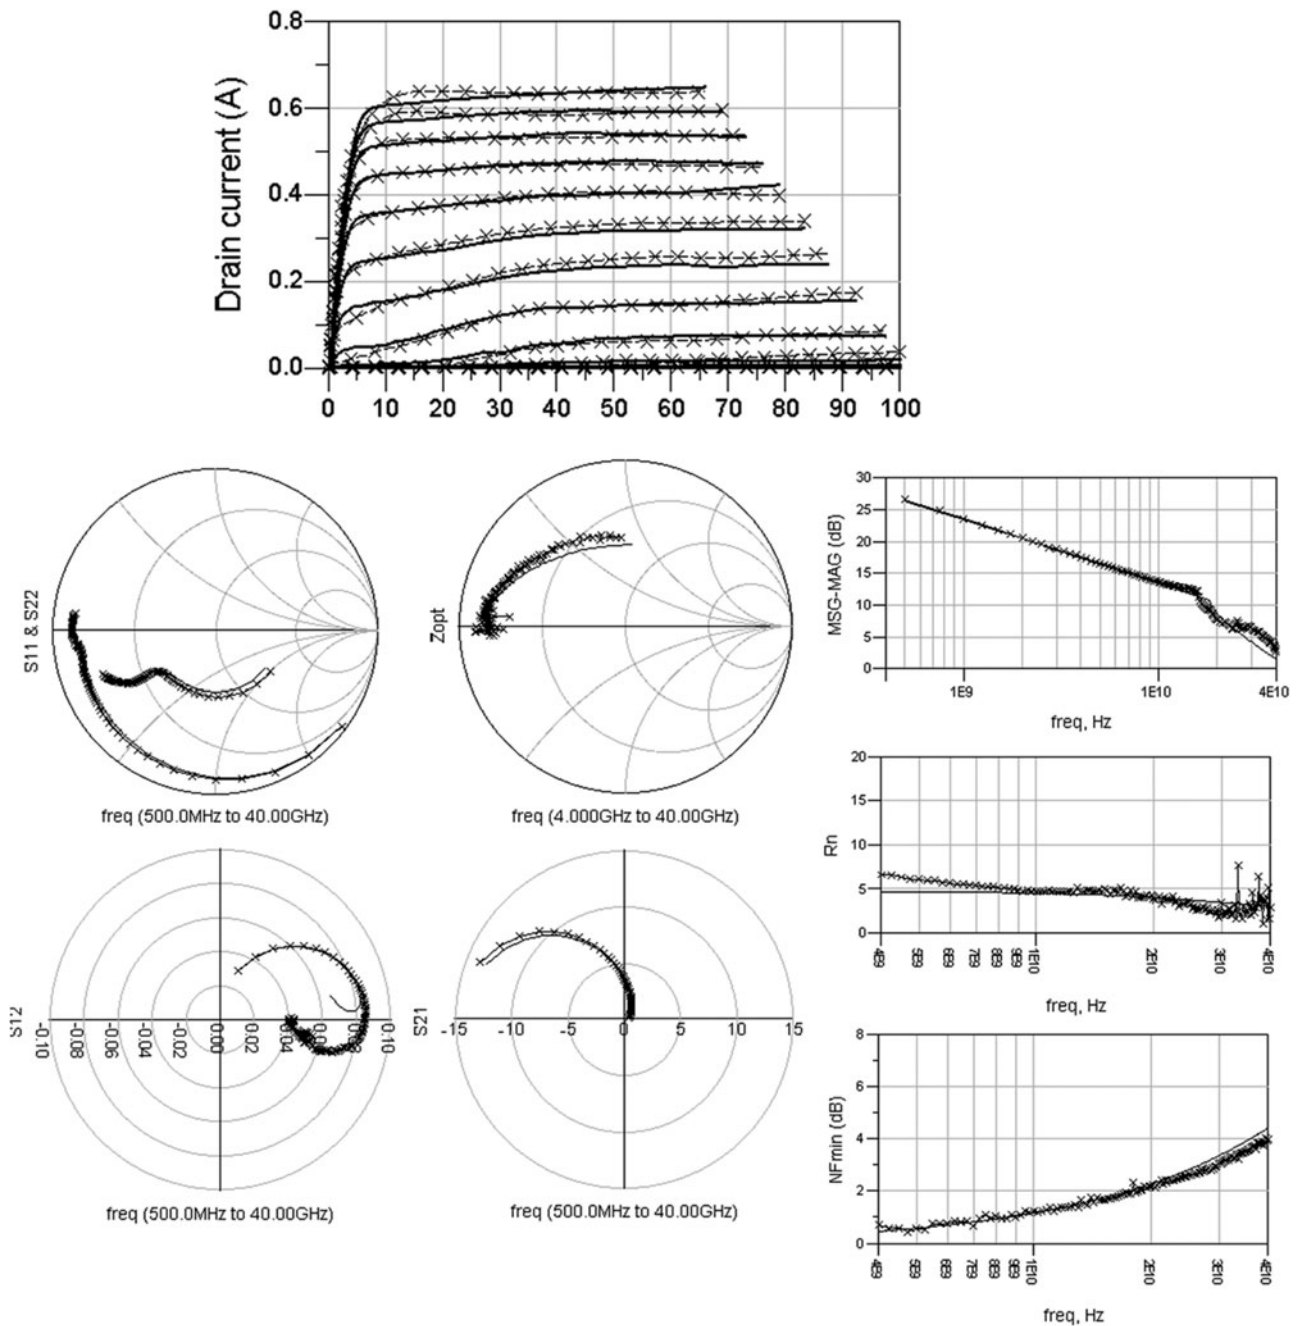 0.8
0.6
0.4
0.2
0.0
Drain current (A)
0 10 20 30 40 50 60 70 80 90 100
S11 & S22
freq (500.0MHz to 40.00GHz)
Zopt
freq (4.000GHz to 40.00GHz)
MSG-MAG (dB)
30
25
20
15
10
5
0
1E9 1E10 4E10
freq, Hz
Rn
20
15
10
5
0
4E9 5E9 6E9 7E9 8E9 9E9 1E10 2E10 3E10 4E10
freq, Hz
S12
-0.10 -0.08 -0.06 -0.04 -0.02 0.00 0.02 0.04 0.06 0.08 0.10
freq (500.0MHz to 40.00GHz)
S21
-15 -10 -5 0 5 10 15
freq (500.0MHz to 40.00GHz)
NFmin (dB)
8
6
4
2
0
4E9 5E9 6E9 7E9 8E9 9E9 1E10 2E10 3E10 4E10
freq, Hz